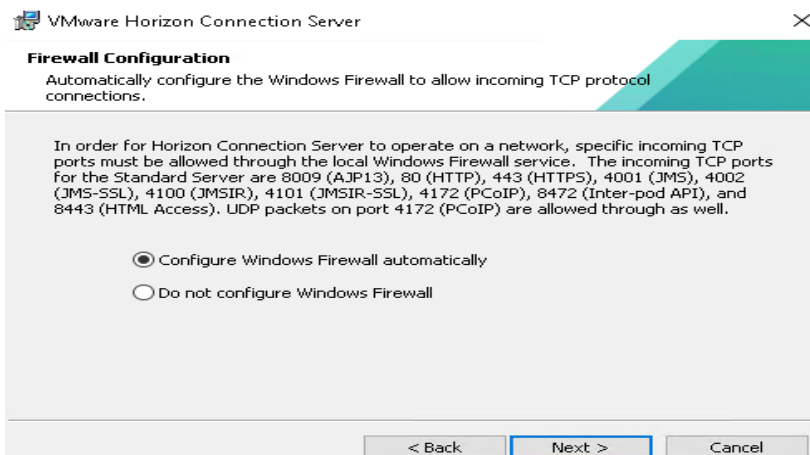 VMware Horizon Connection Server
Firewall Configuration
Automatically configure the Windows Firewall to allow incoming TCP protocol
connections.
In order for Horizon Connection Server to operate on a network, specific incoming TCP
ports must be allowed through the local Windows Firewall service.  The incoming TCP ports
for the Standard Server are 8009 (AJP13), 80 (HTTP), 443 (HTTPS), 4001 (JMS), 4002
(JMS-SSL), 4100 (JMSIR), 4101 (JMSIR-SSL), 4172 (PCoIP), 8472 (Inter-pod API), and
8443 (HTML Access). UDP packets on port 4172 (PCoIP) are allowed through as well.
Configure Windows Firewall automatically
Do not configure Windows Firewall
< Back Next > Cancel